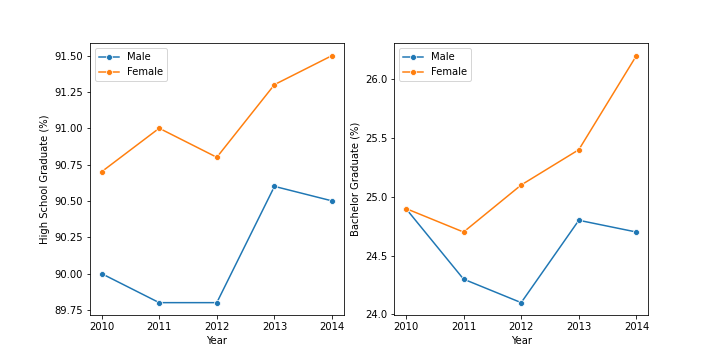 High School Graduate (%)
91.50
91.25
91.00
90.75
90.50
90.25
90.00
89.75
Male
Female
2010 2011 2012 2013 2014
Year
Bachelor Graduate (%)
26.0
25.5
25.0
24.5
24.0
Male
Female
2010 2011 2012 2013 2014
Year